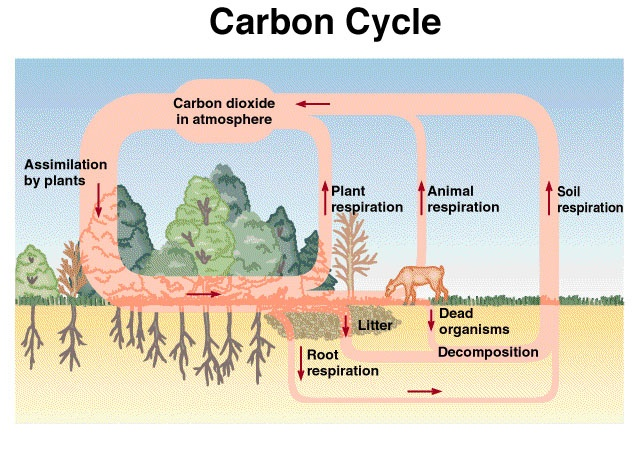 Carbon Cycle
Carbon dioxide
in atmosphere
Assimilation
by plants
Plant
respiration
Animal
respiration
Soil
respiration
Litter
Dead
organisms
Decomposition
Root
respiration